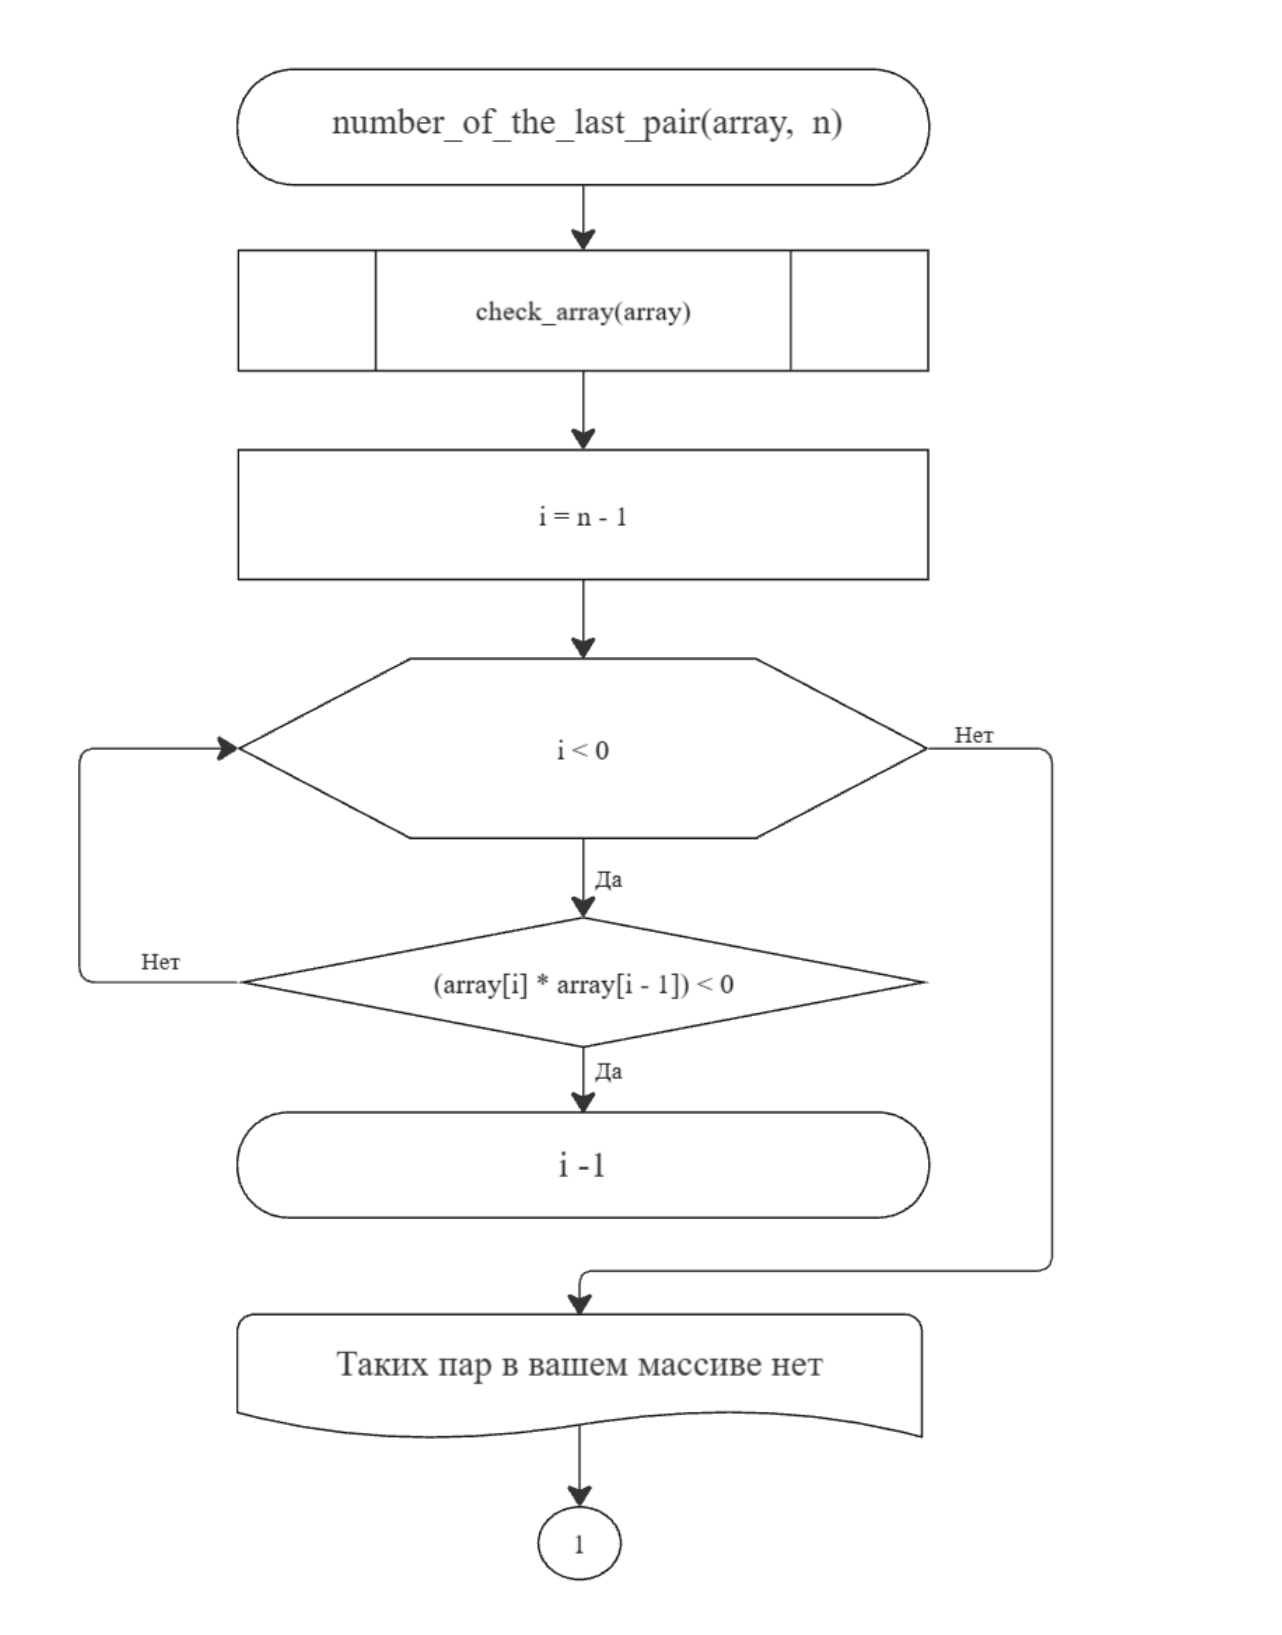 number_of_the_last_pair(array, n)
check_array(array)
i = n - 1
i < 0
Нет
Да
Нет
(array[i] * array[i - 1]) < 0
Да
i -1
Таких пар в вашем массиве нет
1